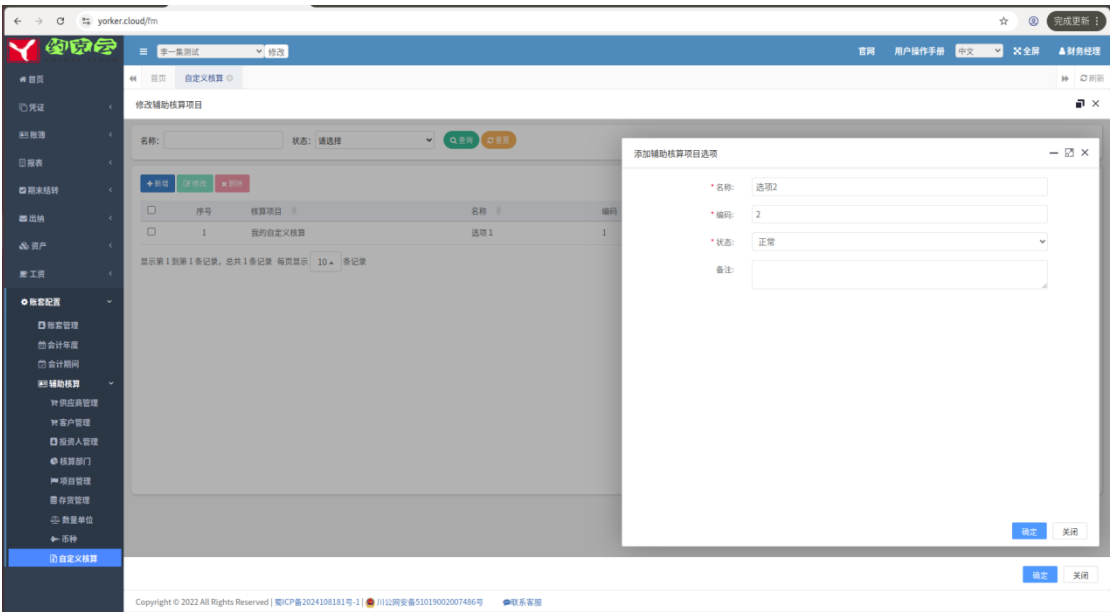 yorker.cloud/fm
完成更新
李一集测试 修改 官网 用户操作手册 中文 全屏 财务经理
首页 自定义核算 刷新
首页
凭证
账簿
报表
期末结转
出纳
资产
工资
账套配置
账套管理
会计年度
会计期间
辅助核算
供应商管理
客户管理
投资人管理
核算部门
项目管理
存货管理
数量单位
币种
自定义核算
修改辅助核算项目
名称: 状态: 请选择 查询 重置
新增 修改 删除
序号 核算项目 名称 编码
1 我的自定义核算 选项1 1
显示第1到第1条记录，总共1条记录 每页显示 10 条记录
添加辅助核算项目选项
* 名称: 选项2
* 编码: 2
* 状态: 正常
备注:
确定 关闭
确定 关闭
Copyright © 2022 All Rights Reserved | 蜀ICP备2024108181号-1 | 川公网安备51019002007486号 联系客服